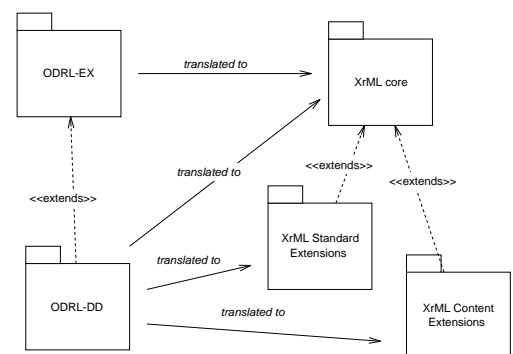 ODRL-EX
translated to
XrML core
translated to
<<extends>>
<<extends>>
<<extends>>
XrML Standard
Extensions
translated to
ODRL-DD
translated to
XrML Content
Extensions